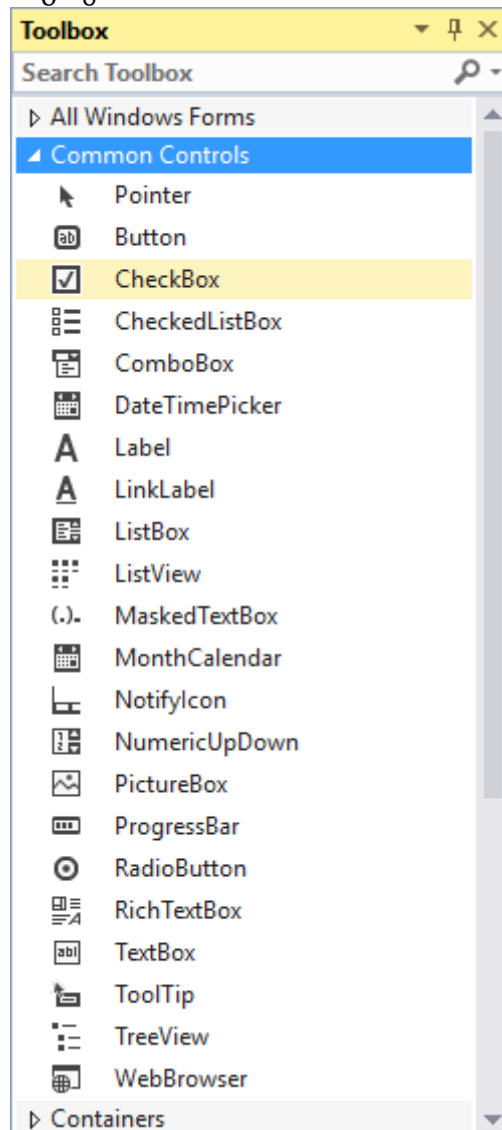 Toolbox
Search Toolbox
All Windows Forms
Common Controls
Pointer
Button
CheckBox
CheckedListBox
ComboBox
DateTimePicker
Label
LinkLabel
ListBox
ListView
MaskedTextBox
MonthCalendar
NotifyIcon
NumericUpDown
PictureBox
ProgressBar
RadioButton
RichTextBox
TextBox
ToolTip
TreeView
WebBrowser
Containers